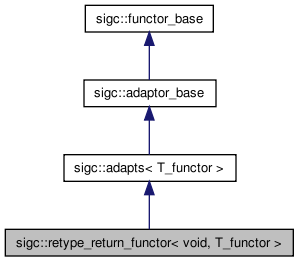 sigc::functor_base
sigc::adaptor_base
sigc::adapts< T_functor >
sigc::retype_return_functor< void, T_functor >